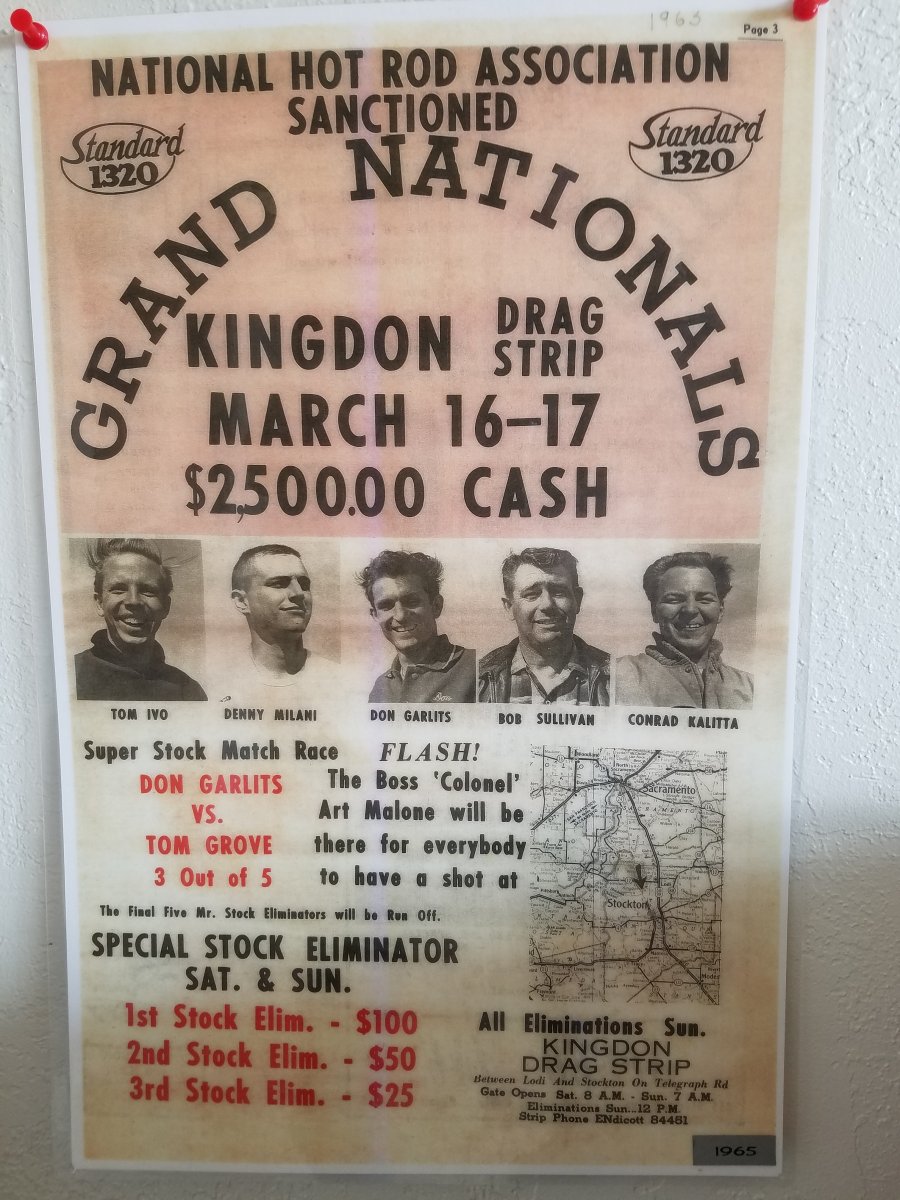 1963
Page 3
NATIONAL HOT ROD ASSOCIATION
SANCTIONED
Standard
1320
Standard
1320
GRAND NATIONALS
KINGDON DRAG STRIP
MARCH 16-17
$2,500.00 CASH
TOM IVO
DENNY MILANI
DON GARLITS
BOB SULLIVAN
CONRAD KALITTA
Super Stock Match Race
DON GARLITS
VS.
TOM GROVE
3 Out of 5
FLASH!
The Boss 'Colonel'
Art Malone will be
there for everybody
to have a shot at
Sacramento
Lodi
Stockton
The Final Five Mr. Stock Eliminators will be Run Off.
SPECIAL STOCK ELIMINATOR
SAT. & SUN.
1st Stock Elim. - $100
2nd Stock Elim. - $50
3rd Stock Elim. - $25
All Eliminations Sun.
KINGDON
DRAG STRIP
Between Lodi And Stockton On Telegraph Rd
Gate Opens Sat. 8 A.M. - Sun. 7 A.M.
Eliminations Sun...12 P.M.
Strip Phone ENdicott 84451
1965